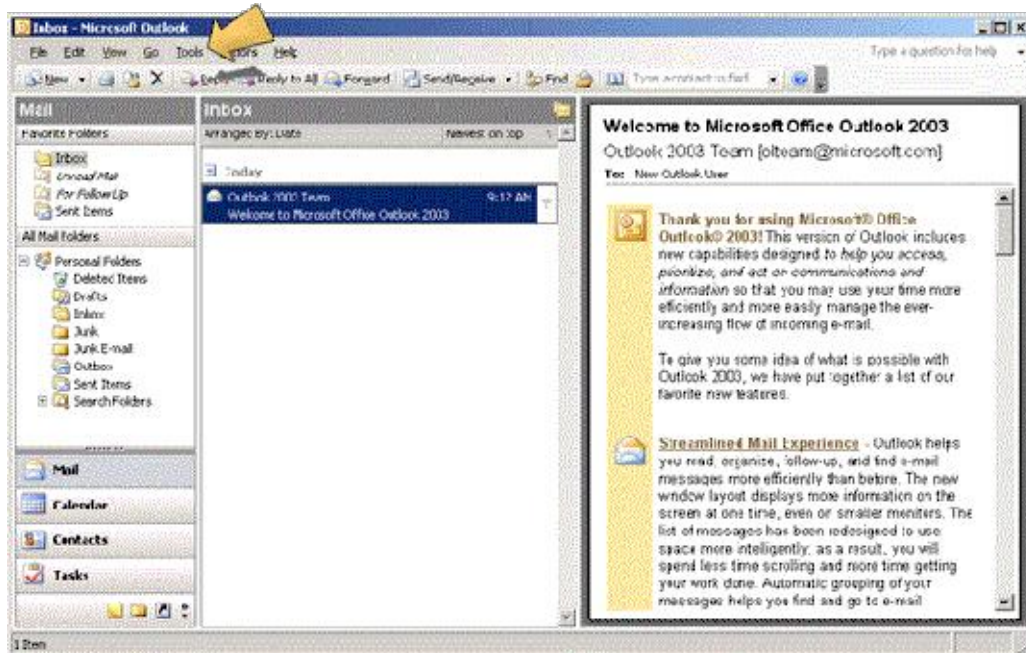 Inbox - Microsoft Outlook
File Edit View Go Tools Help
Type a question for help
New Reply to All Forward Send/Receive Find Type a contact to find
Mail
Favorite Folders
Inbox
Unread Mail
For Follow Up
Sent Items
All Mail Folders
Personal Folders
Deleted Items
Drafts
Inbox
Junk
Junk E-mail
Outbox
Sent Items
Search Folders
Mail
Calendar
Contacts
Tasks
1 Item
Inbox
Arranged By: Date Newest on top
Today
Outlook 2003 Team 9:12 AM
Welcome to Microsoft Office Outlook 2003
Welcome to Microsoft Office Outlook 2003
Outlook 2003 Team [olteam@microsoft.com]
To: New Outlook User
Thank you for using Microsoft® Office
Outlook® 2003! This version of Outlook includes
new capabilities designed to help you access,
prioritize, and act on communications and
information so that you may use your time more
efficiently and more easily manage the ever-
increasing flow of incoming e-mail.
To give you some idea of what is possible with
Outlook 2003, we have put together a list of our
favorite new features.
Streamlined Mail Experience - Outlook helps
you read, organize, follow-up, and find e-mail
messages more efficiently than before. The new
window layout displays more information on the
screen at one time, even on smaller monitors. The
list of messages has been redesigned to use
space more intelligently; as a result, you will
spend less time scrolling and more time getting
your work done. Automatic grouping of your
messages helps you find and go to e-mail